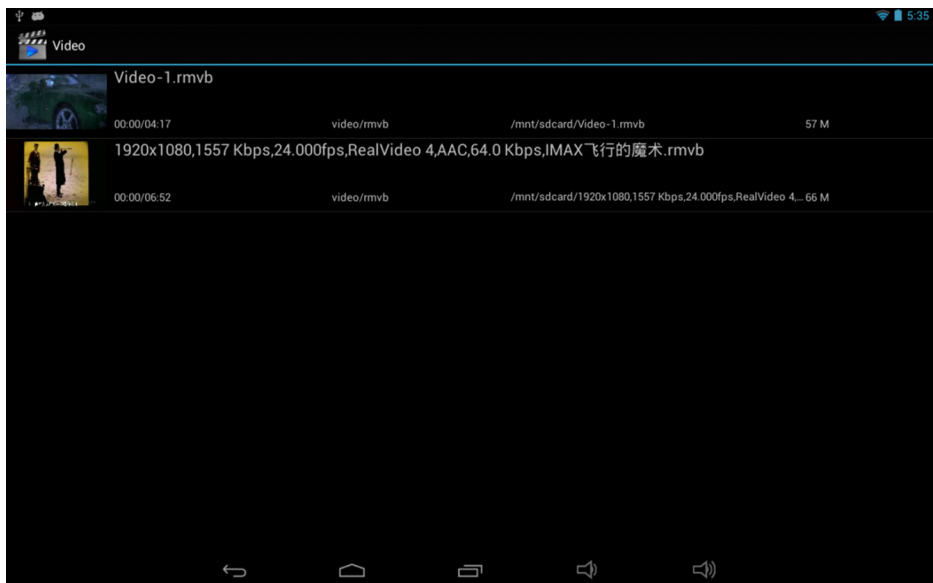 5:35
Video
Video-1.rmvb
00:00/04:17 video/rmvb /mnt/sdcard/Video-1.rmvb 57 M
1920x1080,1557 Kbps,24.000fps,RealVideo 4,AAC,64.0 Kbps,IMAX飞行的魔术.rmvb
00:00/06:52 video/rmvb /mnt/sdcard/1920x1080,1557 Kbps,24.000fps,RealVideo 4,... 66 M